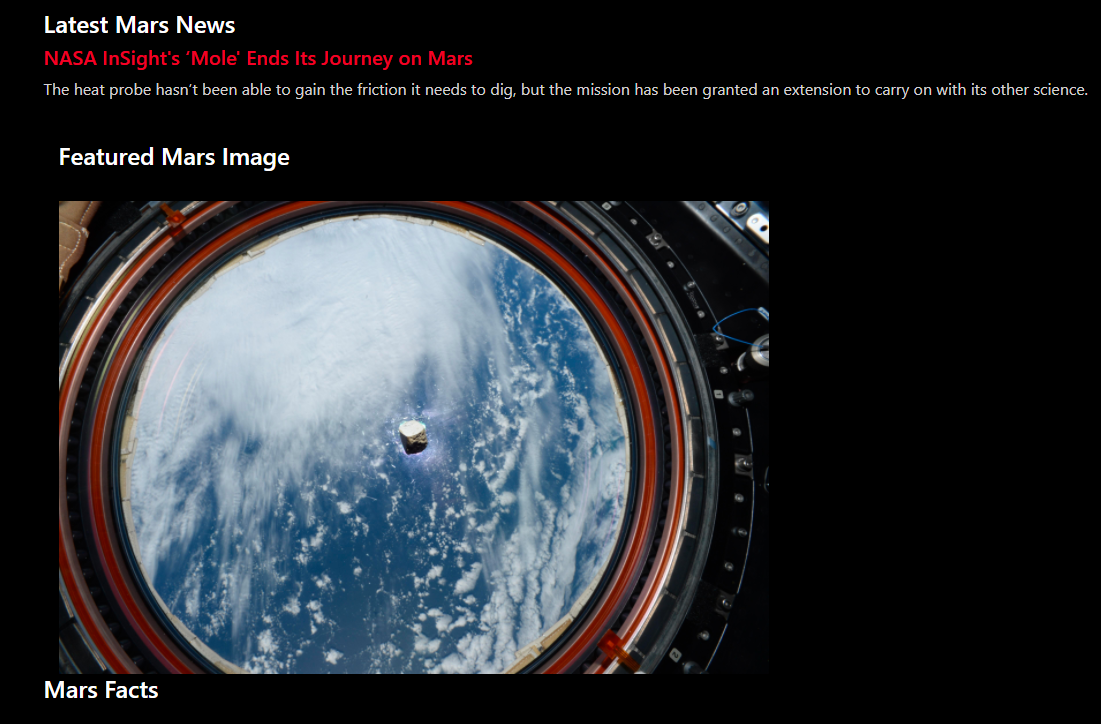 Latest Mars News
NASA InSight's ‘Mole' Ends Its Journey on Mars
The heat probe hasn’t been able to gain the friction it needs to dig, but the mission has been granted an extension to carry on with its other science.
Featured Mars Image
Mars Facts